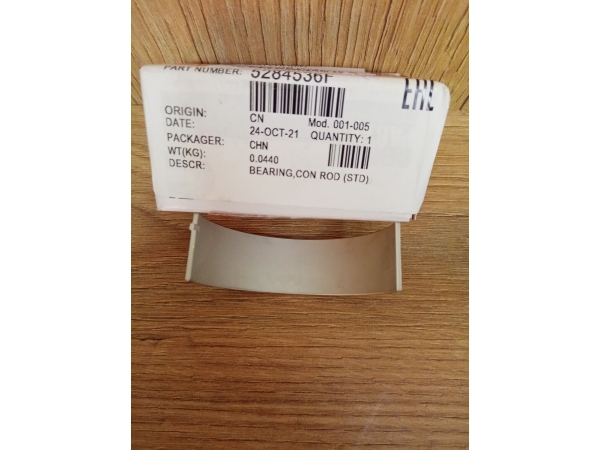 PART NUMBER: 5284536F
ORIGIN: CN Mod. 001-005
DATE: 24-OCT-21 QUANTITY: 1
PACKAGER: CHN
WT(KG): 0.0440
DESCR: BEARING,CON ROD (STD)
EAC